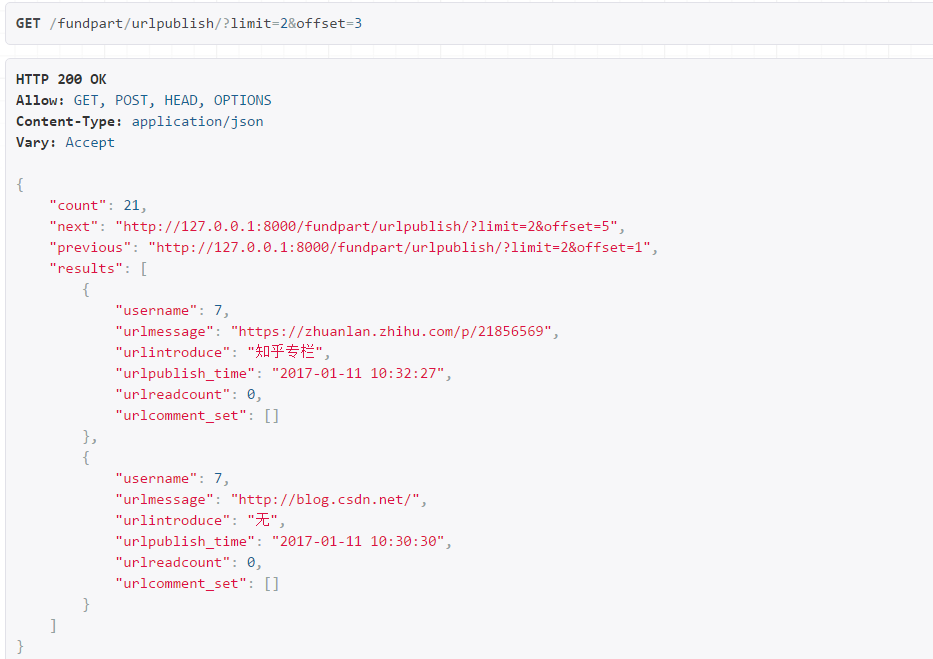 GET /fundpart/urlpublish/?limit=2&offset=3
HTTP 200 OK
Allow: GET, POST, HEAD, OPTIONS
Content-Type: application/json
Vary: Accept
{
    "count": 21,
    "next": "http://127.0.0.1:8000/fundpart/urlpublish/?limit=2&offset=5",
    "previous": "http://127.0.0.1:8000/fundpart/urlpublish/?limit=2&offset=1",
    "results": [
        {
            "username": 7,
            "urlmessage": "https://zhuanlan.zhihu.com/p/21856569",
            "urlintroduce": "知乎专栏",
            "urlpublish_time": "2017-01-11 10:32:27",
            "urlreadcount": 0,
            "urlcomment_set": []
        },
        {
            "username": 7,
            "urlmessage": "http://blog.csdn.net/",
            "urlintroduce": "无",
            "urlpublish_time": "2017-01-11 10:30:30",
            "urlreadcount": 0,
            "urlcomment_set": []
        }
    ]
}